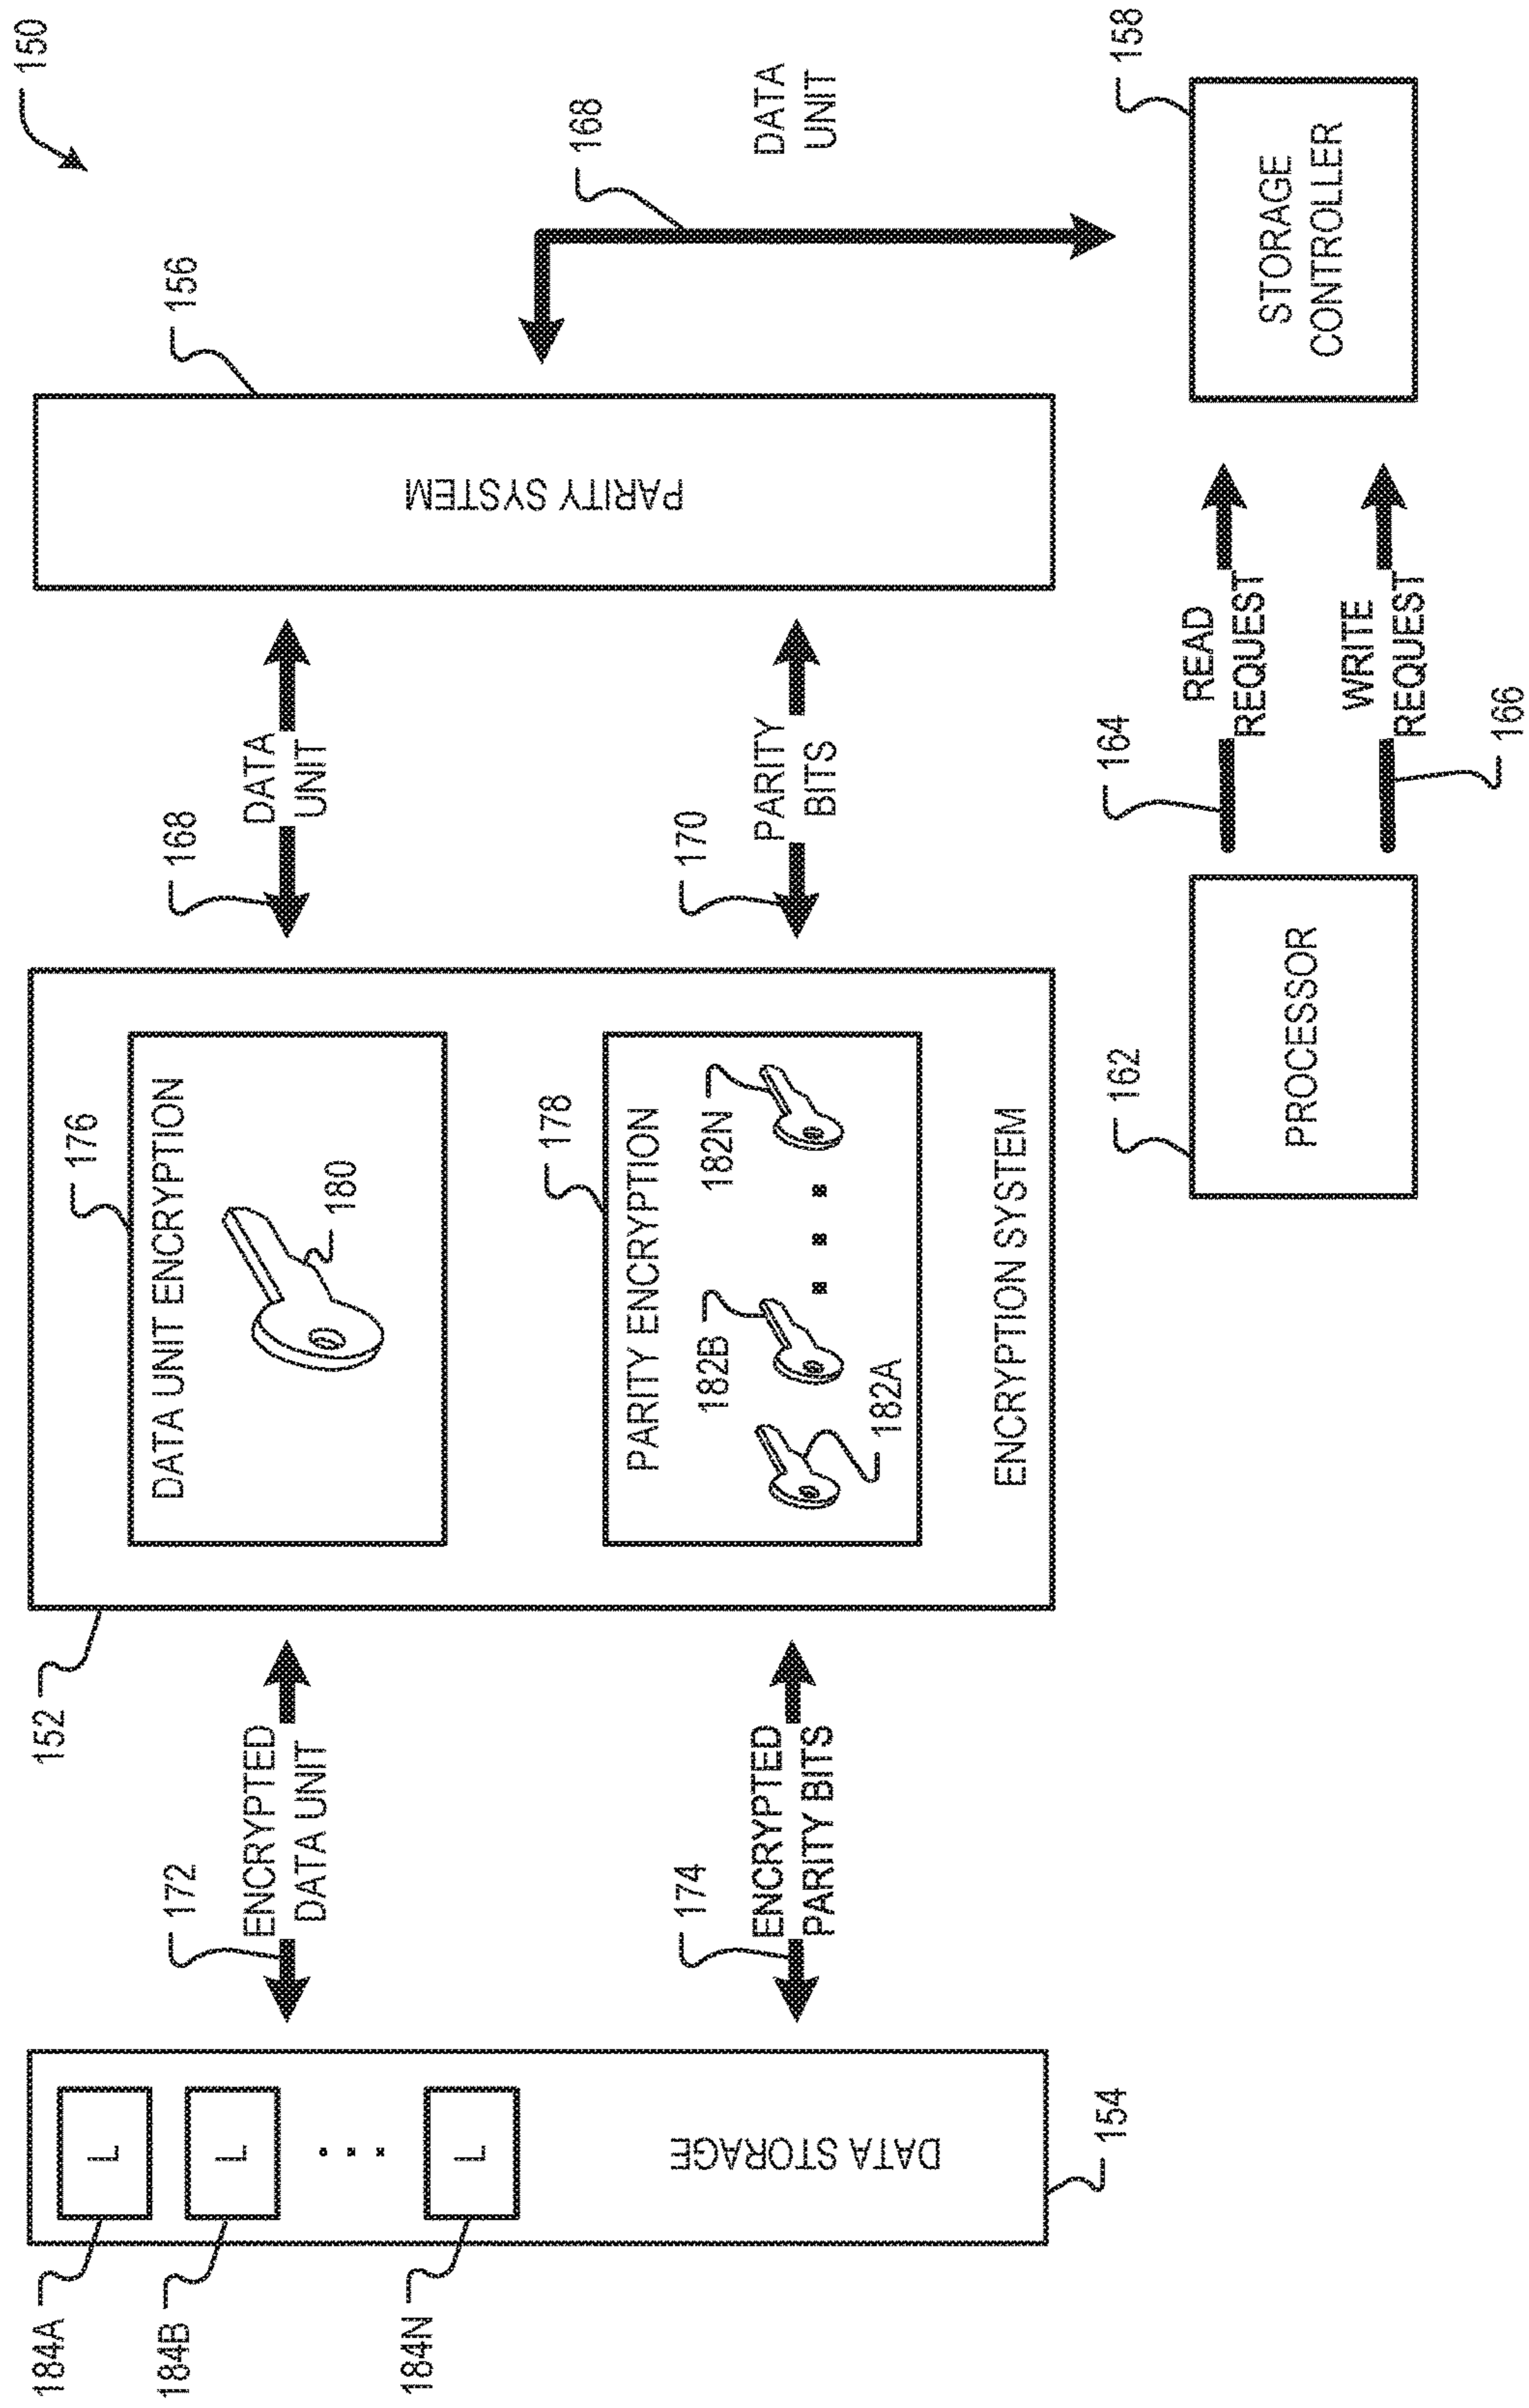 150
184A
184B
184N
L
L
L
DATA STORAGE
154
172
ENCRYPTED
DATA UNIT
174
ENCRYPTED
PARITY BITS
152
176
DATA UNIT ENCRYPTION
180
178
PARITY ENCRYPTION
182A
182B
182N
ENCRYPTION SYSTEM
168
DATA
UNIT
170
PARITY
BITS
156
PARITY SYSTEM
168
DATA
UNIT
162
PROCESSOR
164
READ
REQUEST
WRITE
REQUEST
166
158
STORAGE
CONTROLLER